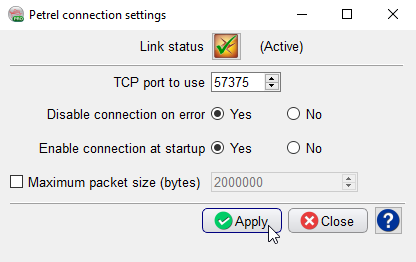 Petrel connection settings
Link status (Active)
TCP port to use 57375
Disable connection on error Yes No
Enable connection at startup Yes No
Maximum packet size (bytes) 2000000
Apply Close ?